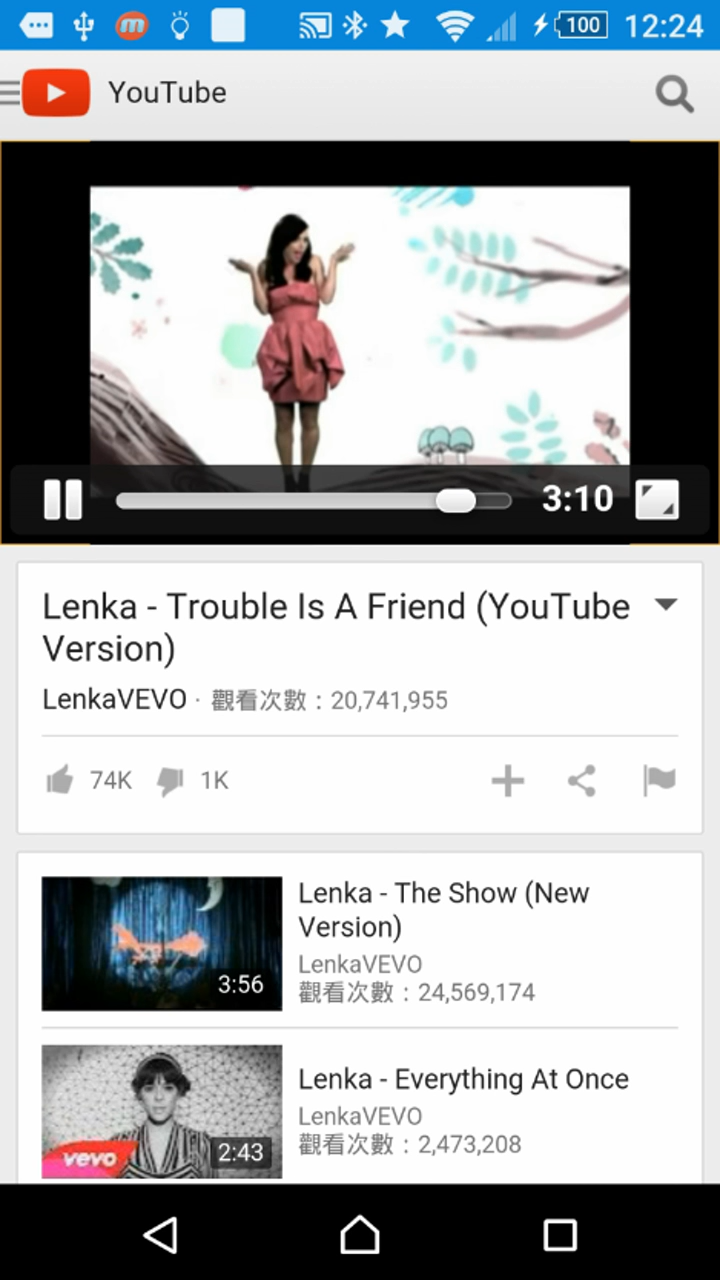 100 12:24
YouTube
3:10
Lenka - Trouble Is A Friend (YouTube
Version)
LenkaVEVO · 觀看次數：20,741,955
74K 1K
Lenka - The Show (New
Version)
LenkaVEVO
觀看次數：24,569,174
3:56
Lenka - Everything At Once
LenkaVEVO
觀看次數：2,473,208
vevo 2:43